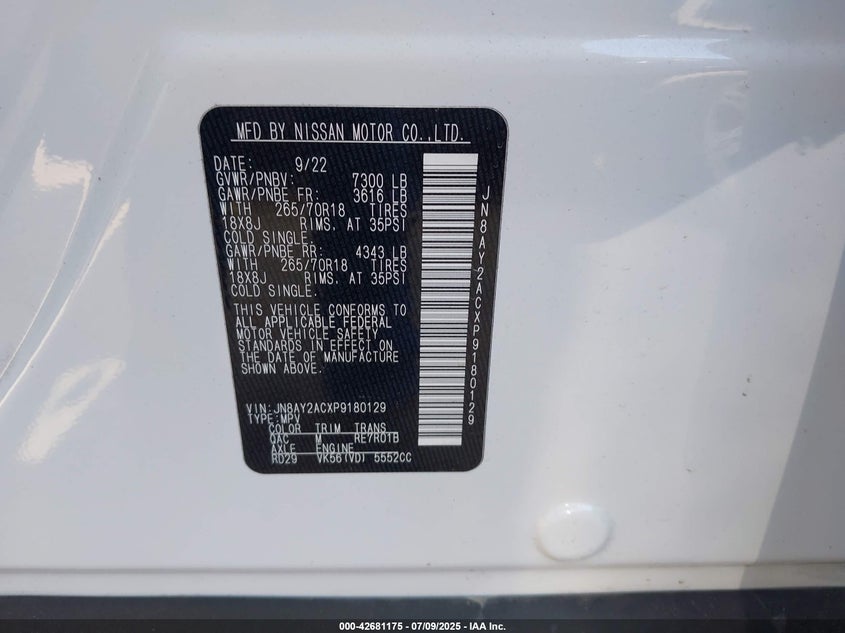 MFD BY NISSAN MOTOR CO.,LTD.
DATE: 9/22
GVWR/PNBV: 7300 LB
GAWR/PNBE FR: 3616 LB
WITH 265/70R18 TIRES
18X8J RIMS. AT 35PSI
COLD SINGLE.
GAWR/PNBE RR: 4343 LB
WITH 265/70R18 TIRES
18X8J RIMS. AT 35PSI
COLD SINGLE.
THIS VEHICLE CONFORMS TO
ALL APPLICABLE FEDERAL
MOTOR VEHICLE SAFETY
STANDARDS IN EFFECT ON
THE DATE OF MANUFACTURE
SHOWN ABOVE.
VIN: JN8AY2ACXP9180129
TYPE: MPV
COLOR TRIM TRANS
QAC M RE7R01B
AXLE ENGINE
RD29 VK56(VD) 5552CC
JN8AY2ACXP9180129
000-42681175 | 07/09/2025 - IAA Inc.